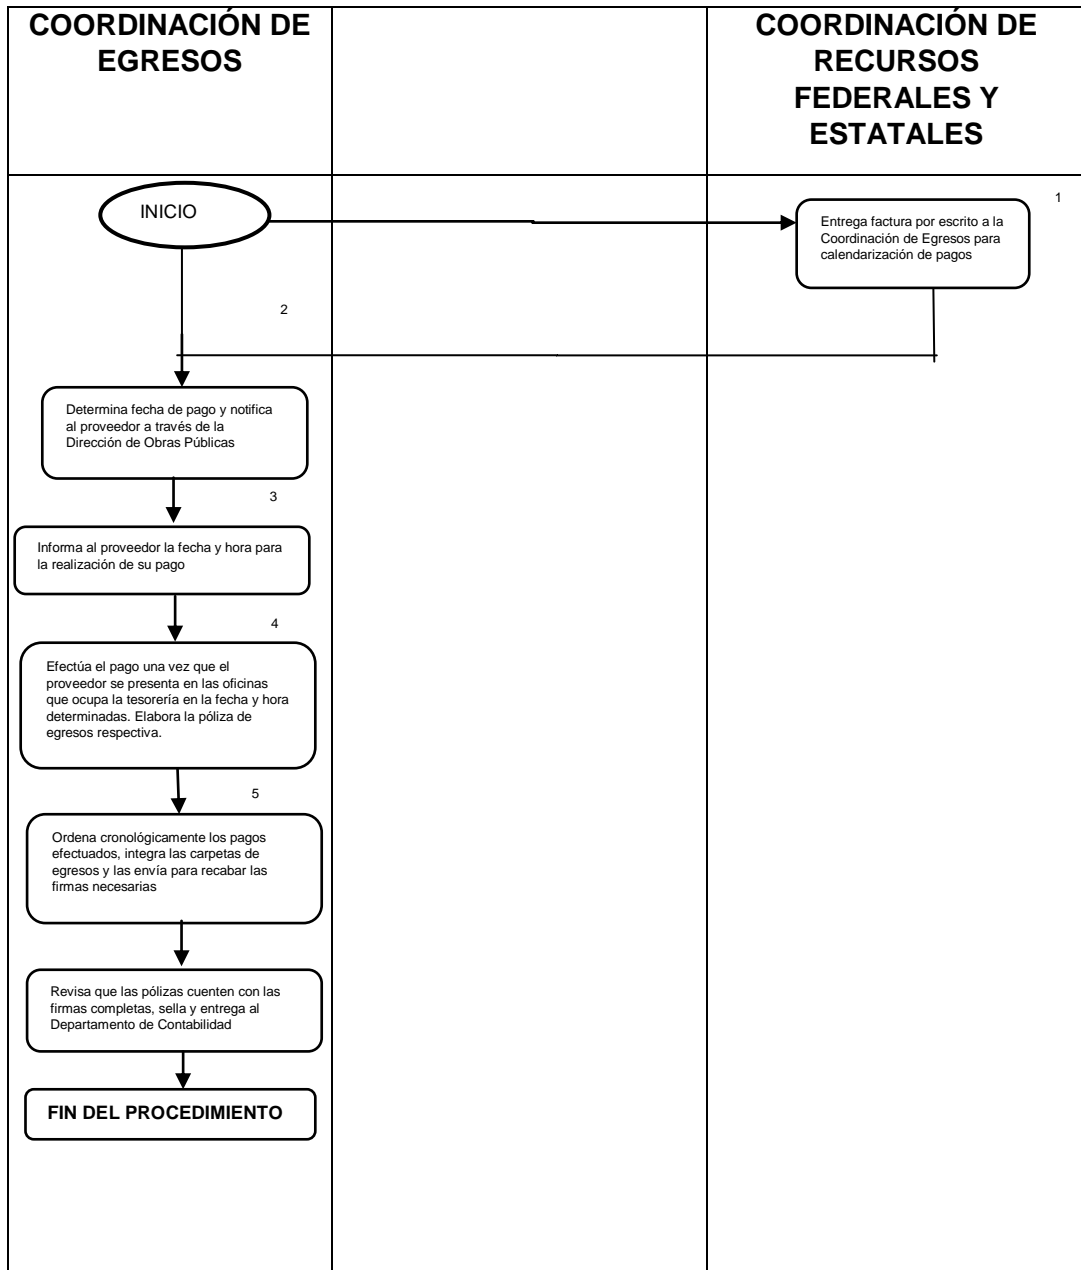 COORDINACIÓN DE
EGRESOS
COORDINACIÓN DE
RECURSOS
FEDERALES Y
ESTATALES
INICIO
1
Entrega factura por escrito a la
Coordinación de Egresos para
calendarización de pagos
2
Determina fecha de pago y notifica
al proveedor a través de la
Dirección de Obras Públicas
3
Informa al proveedor la fecha y hora para
la realización de su pago
4
Efectúa el pago una vez que el
proveedor se presenta en las oficinas
que ocupa la tesorería en la fecha y hora
determinadas. Elabora la póliza de
egresos respectiva.
5
Ordena cronológicamente los pagos
efectuados, integra las carpetas de
egresos y las envía para recabar las
firmas necesarias
Revisa que las pólizas cuenten con las
firmas completas, sella y entrega al
Departamento de Contabilidad
FIN DEL PROCEDIMIENTO